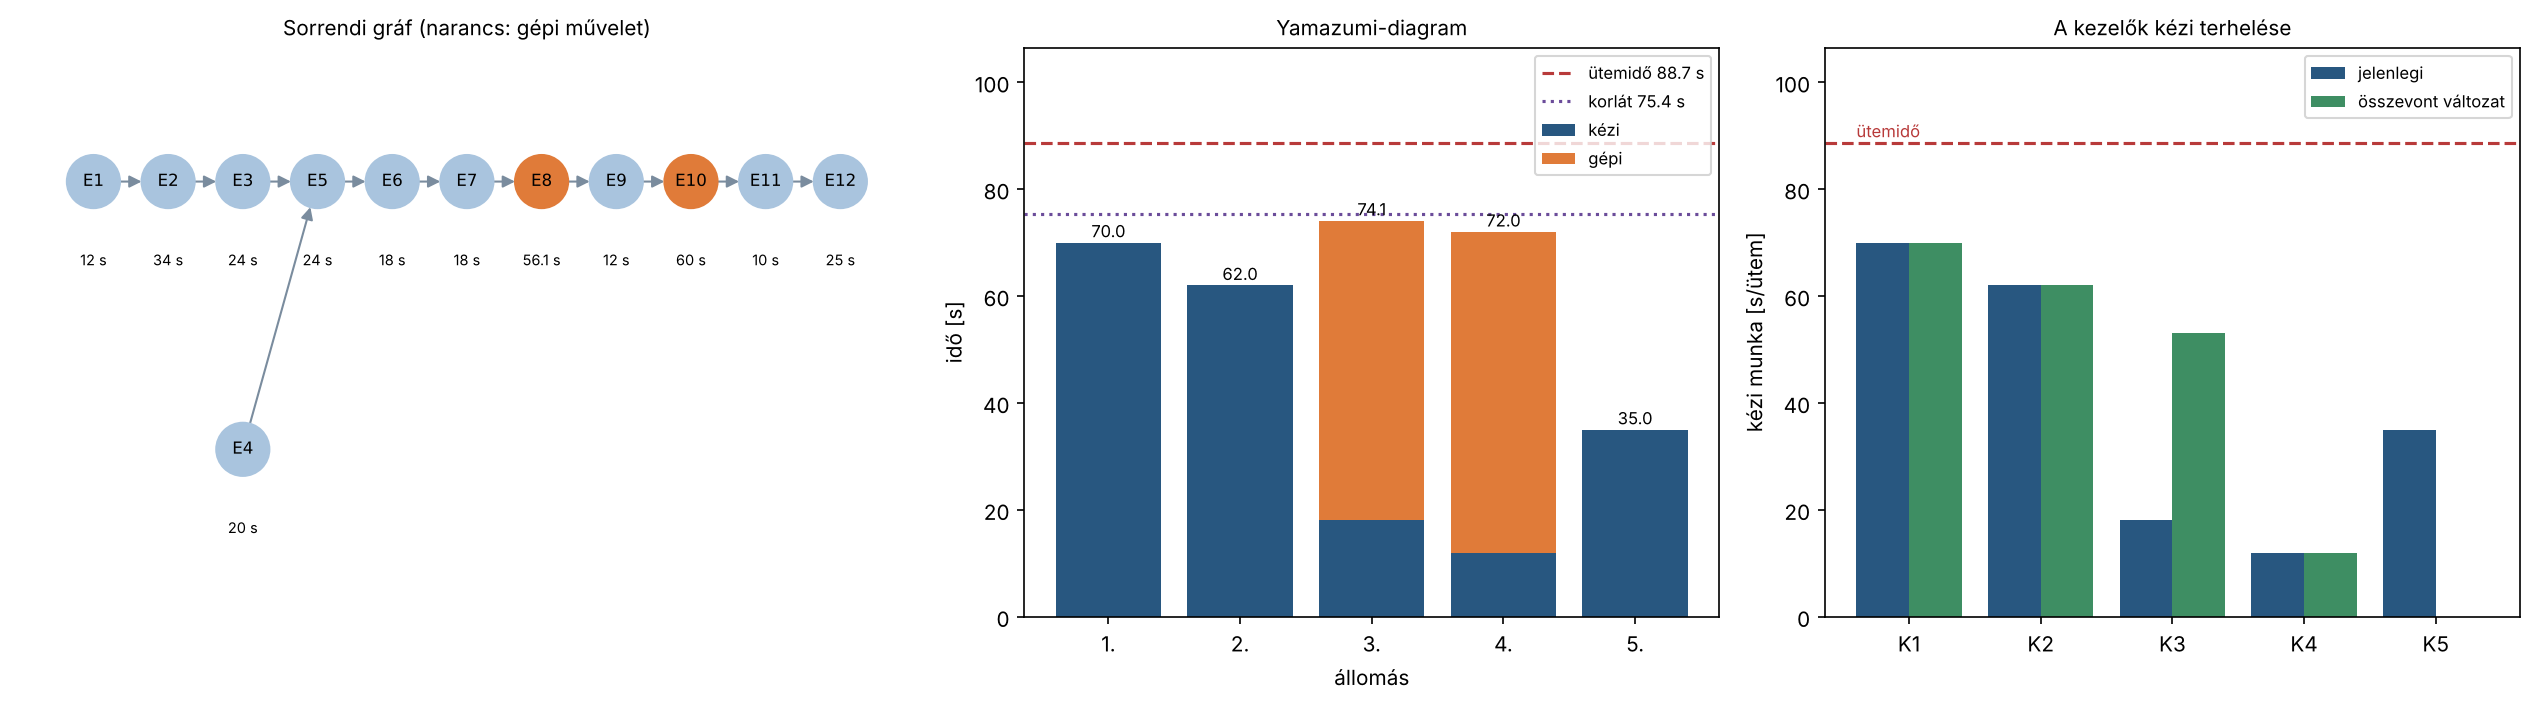 Sorrendi gráf (narancs: gépi művelet)
E1 E2 E3 E5 E6 E7 E8 E9 E10 E11 E12
12 s 34 s 24 s 24 s 18 s 18 s 56.1 s 12 s 60 s 10 s 25 s
E4
20 s
Yamazumi-diagram
ütemidő 88.7 s
korlát 75.4 s
kézi
gépi
idő [s]
100
80
60
40
20
0
70.0
62.0
74.1
72.0
35.0
1. 2. 3. 4. 5.
állomás
A kezelők kézi terhelése
jelenlegi
összevont változat
ütemidő
kézi munka [s/ütem]
100
80
60
40
20
0
K1 K2 K3 K4 K5